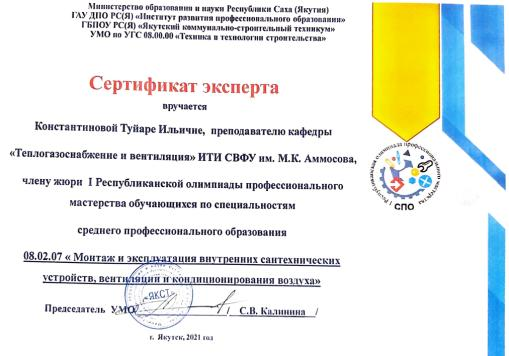 Министерство образования и науки Республики Саха (Якутия)
ГАУ ДПО РС(Я) «Институт развития профессионального образования»
ГБПОУ РС(Я) «Якутский коммунально-строительный техникум»
УМО по УГС 08.00.00 «Техника и технологии строительства»
Сертификат эксперта
вручается
Константиновой Туйаре Ильичне, преподавателю кафедры
«Теплогазоснабжение и вентиляция» ИТИ СВФУ им. М.К. Аммосова,
члену жюри I Республиканской олимпиады профессионального
мастерства обучающихся по специальностям
среднего профессионального образования
08.02.07 « Монтаж и эксплуатация внутренних сантехнических
устройств, вентиляции и кондиционирования воздуха»
Председатель УМО / С.В. Калинина /
г. Якутск, 2021 год
«ЯКСТ»
I Республиканская олимпиада профессионального мастерства
СПО